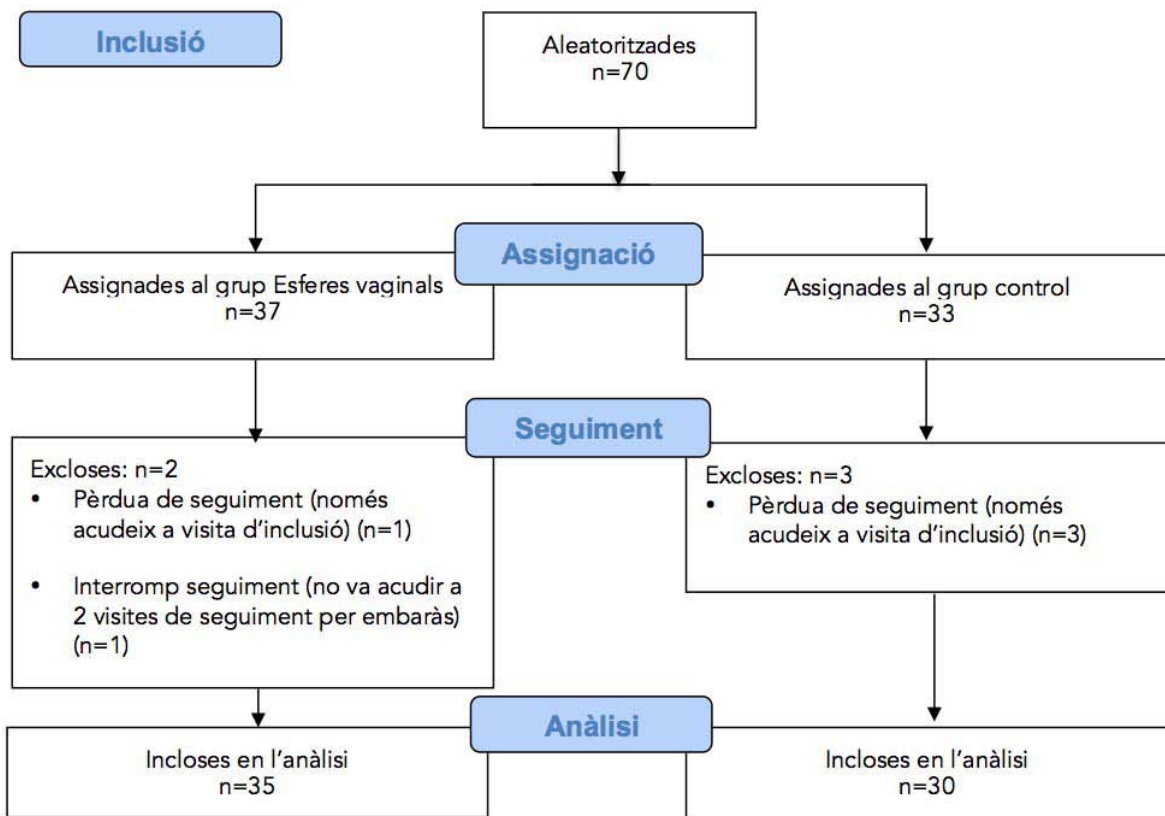 Inclusió
Aleatoritzades
n=70
Assignació
Assignades al grup Esferes vaginals
n=37
Assignades al grup control
n=33
Seguiment
Excloses: n=2
• Pèrdua de seguiment (només
acudeix a visita d’inclusió) (n=1)
• Interromp seguiment (no va acudir a
2 visites de seguiment per embaràs)
(n=1)
Excloses: n=3
• Pèrdua de seguiment (només
acudeix a visita d’inclusió) (n=3)
Anàlisi
Incloses en l’anàlisi
n=35
Incloses en l’anàlisi
n=30